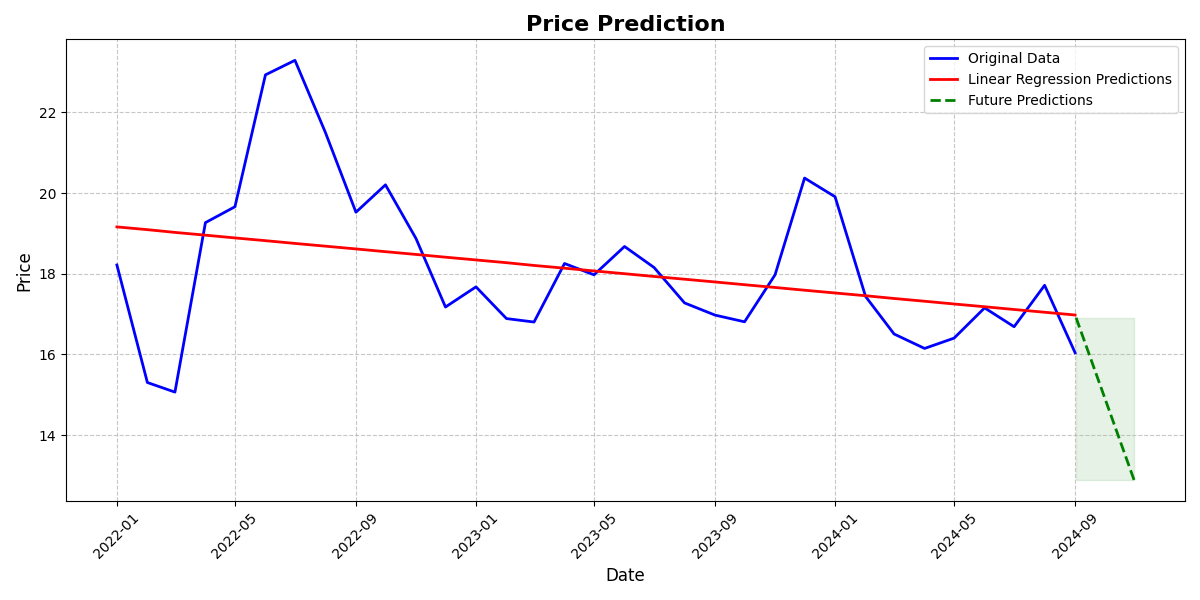 Price Prediction
Original Data
Linear Regression Predictions
Future Predictions
Price
22
20
18
16
14
2022-01
2022-05
2022-09
2023-01
2023-05
2023-09
2024-01
2024-05
2024-09
Date